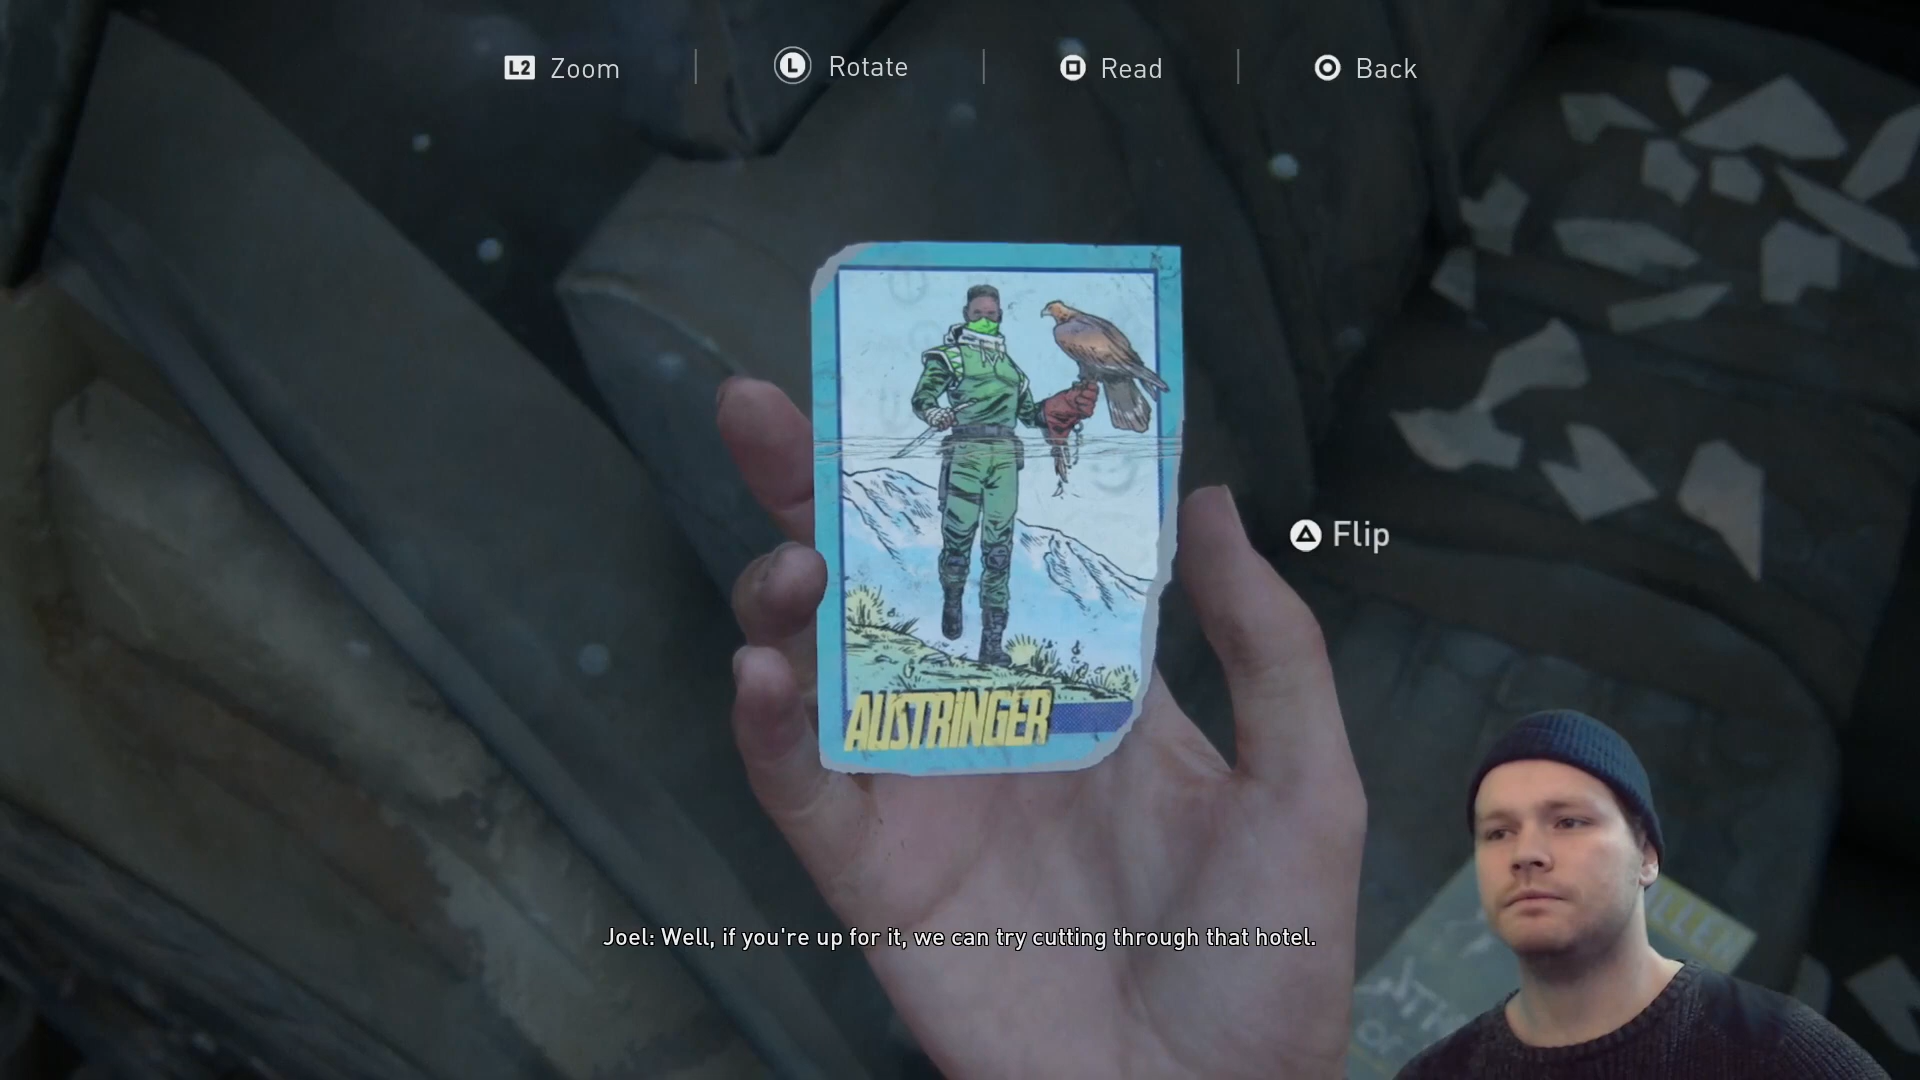 L2 Zoom
L Rotate
Read
Back
Flip
AUSTRINGER
Joel: Well, if you're up for it, we can try cutting through that hotel.